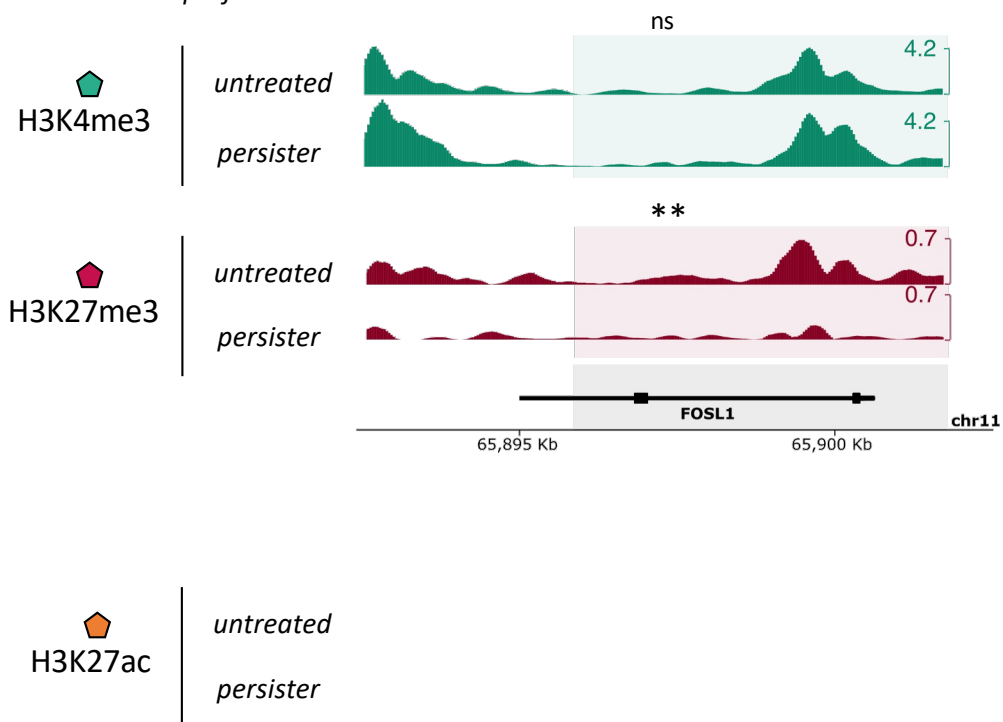 ns
H3K4me3
untreated
4.2
persister
4.2
**
H3K27me3
untreated
0.7
persister
0.7
FOSL1
chr11
65,895 Kb
65,900 Kb
H3K27ac
untreated
persister